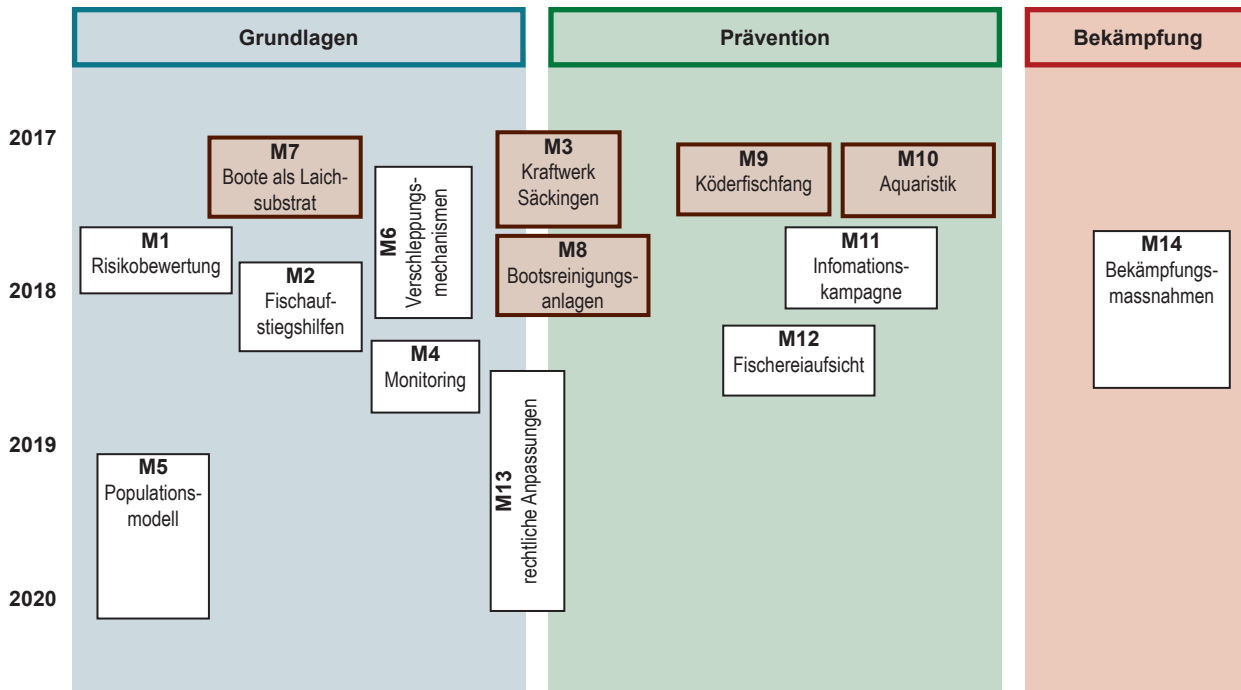 Grundlagen
Prävention
Bekämpfung
2017
2018
2019
2020
M7
Boote als Laich-
substrat
M6
Verschleppungs-
mechanismen
M3
Kraftwerk
Säckingen
M9
Köderfischfang
M10
Aquaristik
M1
Risikobewertung
M2
Fischauf-
stiegshilfen
M8
Bootsreinigungs-
anlagen
M11
Infomations-
kampagne
M14
Bekämpfungs-
massnahmen
M4
Monitoring
M12
Fischereiaufsicht
M13
rechtliche Anpassungen
M5
Populations-
modell